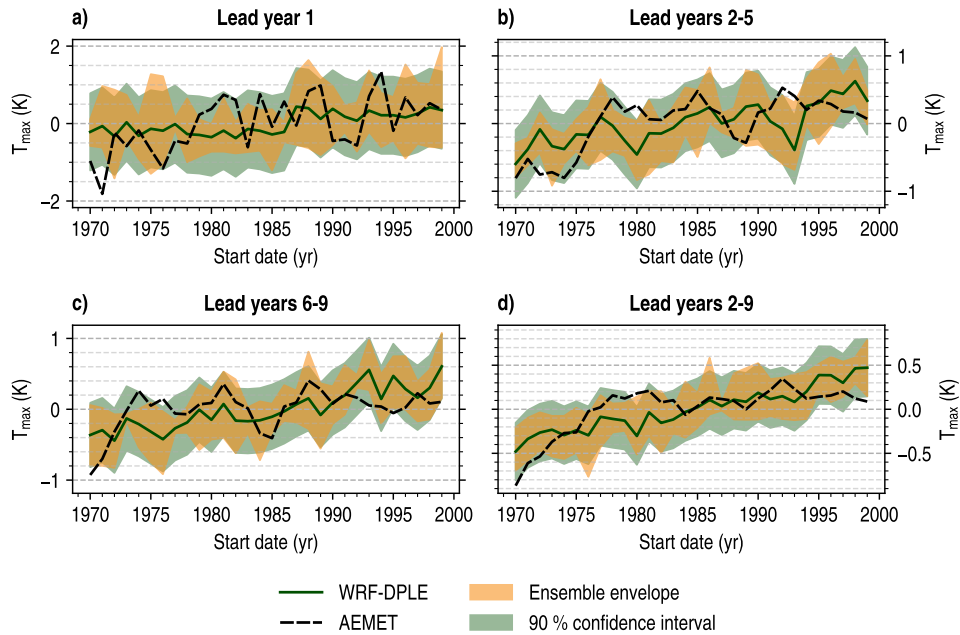 a) Lead year 1
T_max (K)
2
0
−2
1970 1975 1980 1985 1990 1995 2000
Start date (yr)
b) Lead years 2-5
1
0
−1
T_max (K)
1970 1975 1980 1985 1990 1995 2000
Start date (yr)
c) Lead years 6-9
T_max (K)
1
0
−1
1970 1975 1980 1985 1990 1995 2000
Start date (yr)
d) Lead years 2-9
0.5
0.0
−0.5
T_max (K)
1970 1975 1980 1985 1990 1995 2000
Start date (yr)
WRF-DPLE Ensemble envelope
AEMET 90 % confidence interval